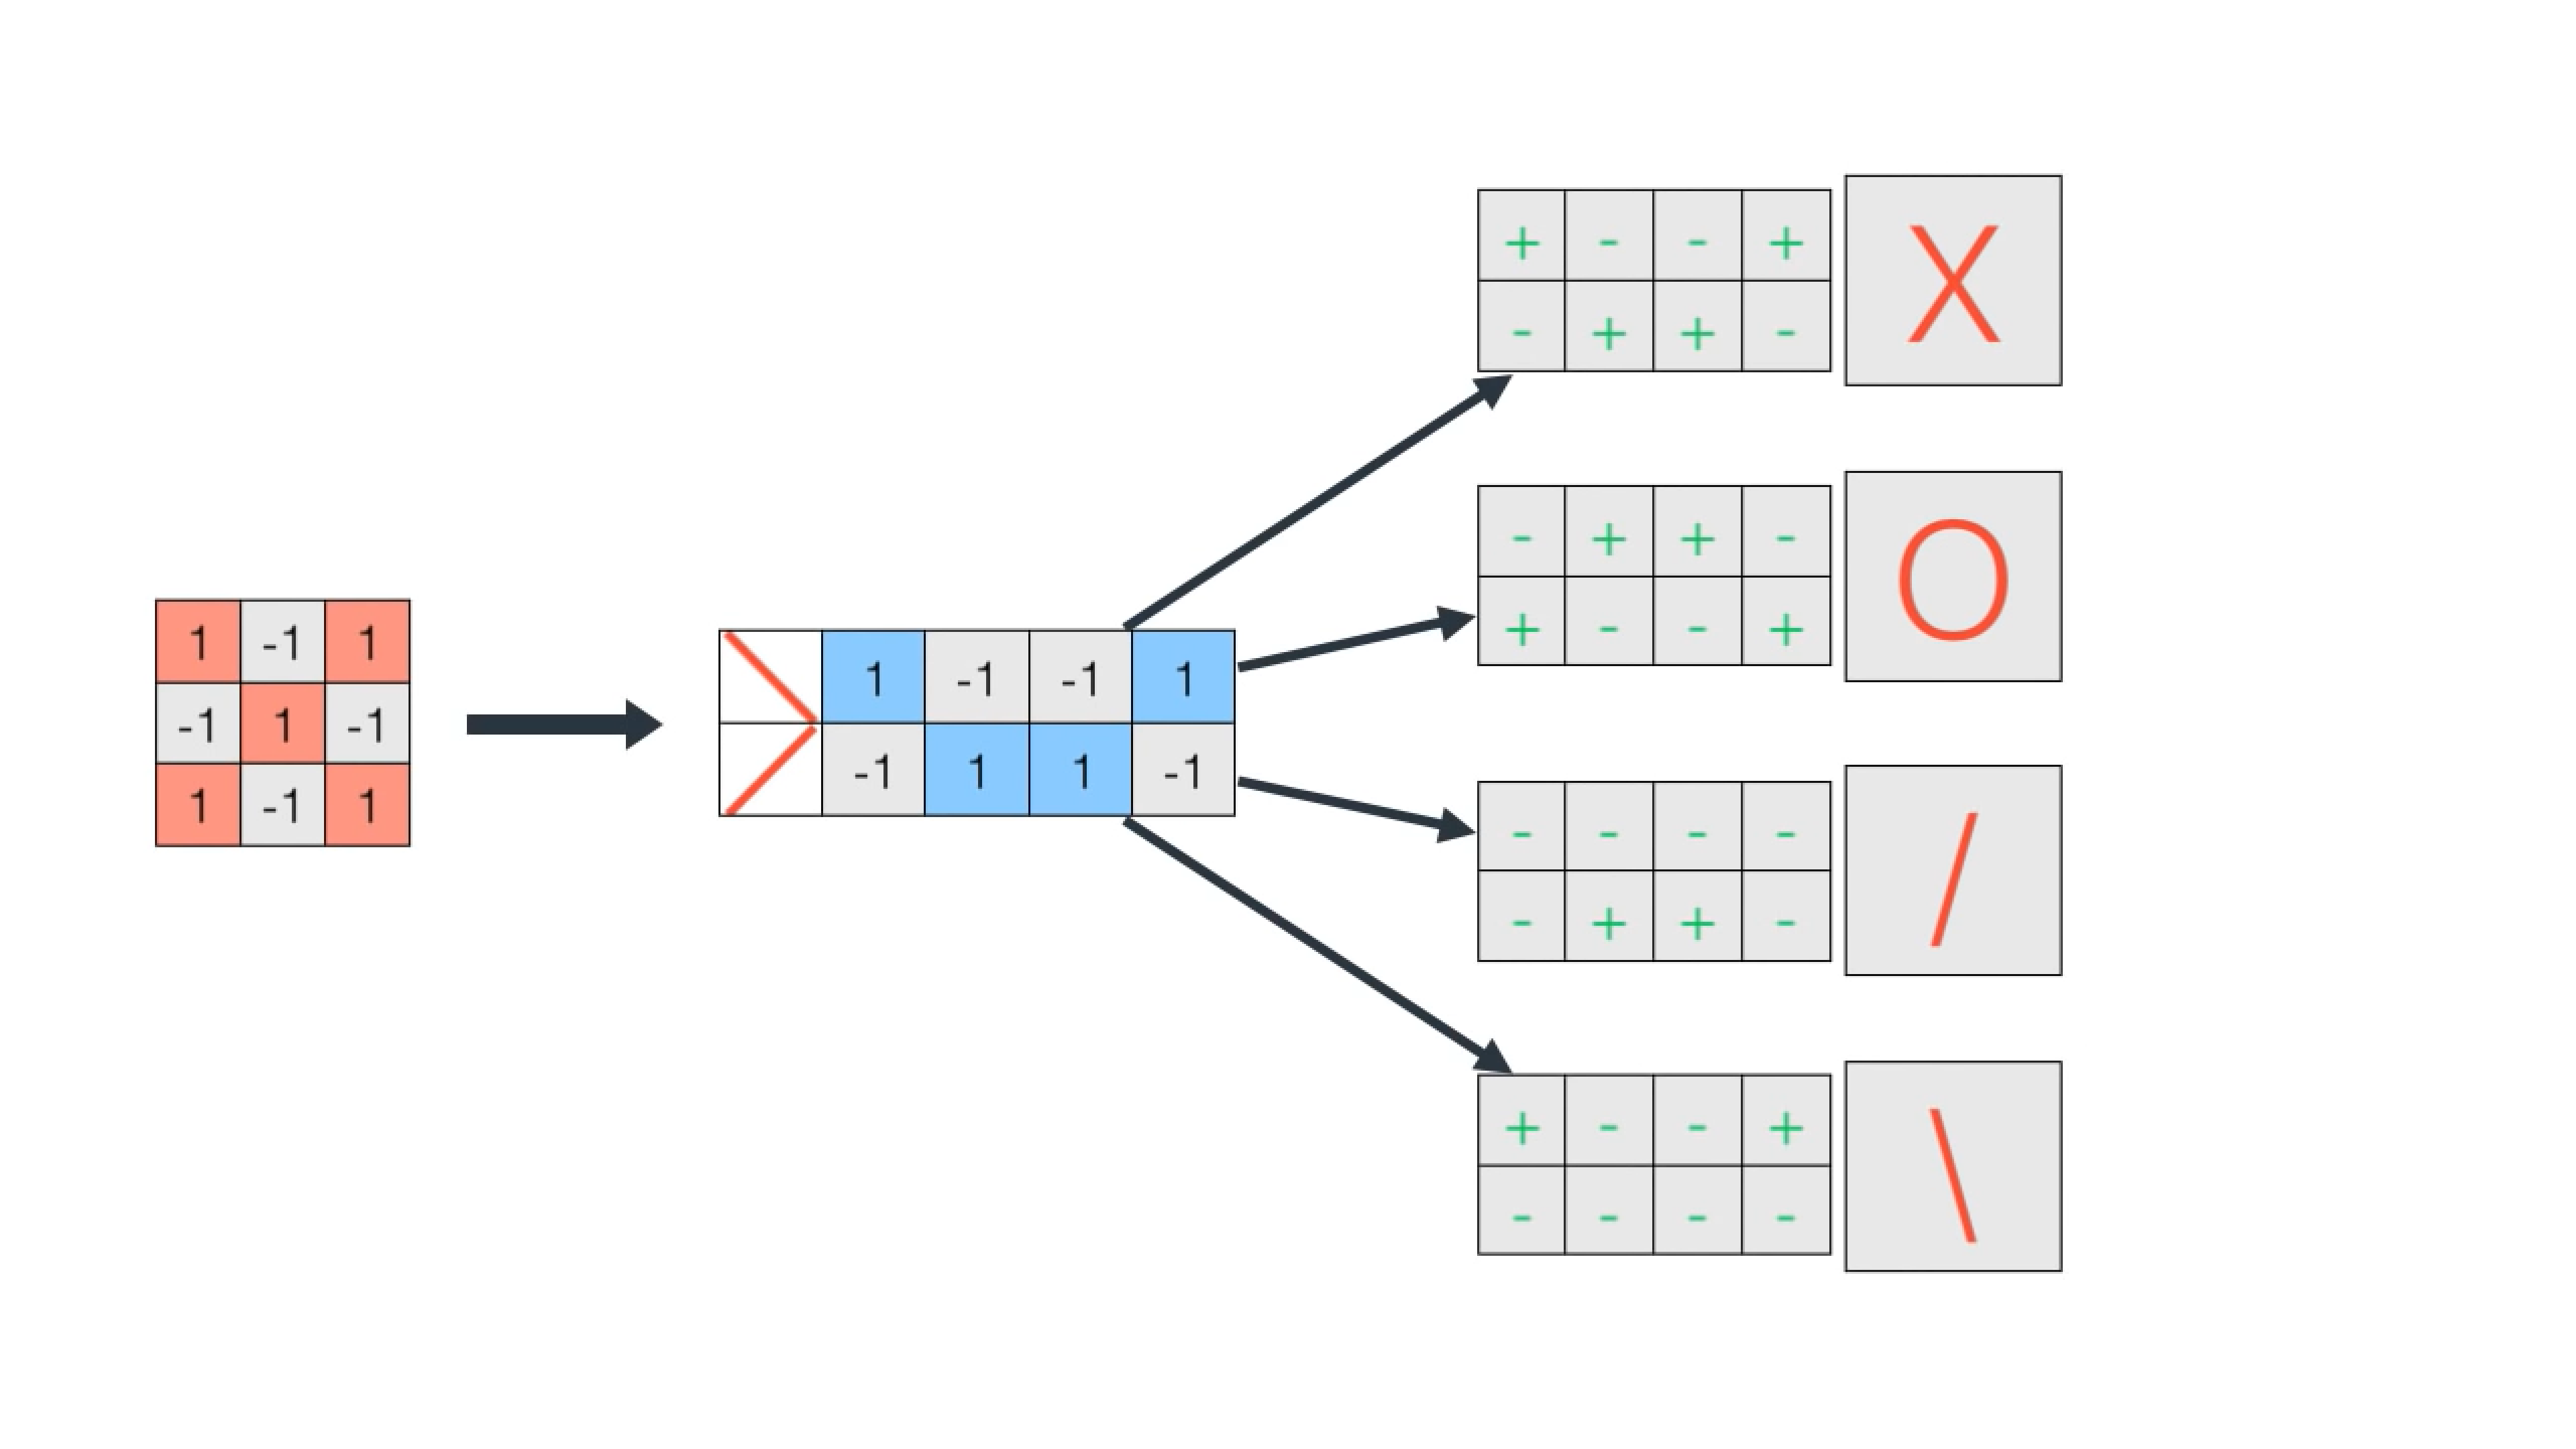 1 -1 1
-1 1 -1
1 -1 1
1 -1 -1 1
-1 1 1 -1
+ - - +
- + + -
X
- + + -
+ - - +
O
- - - -
- + + -
/
+ - - +
- - - -
\